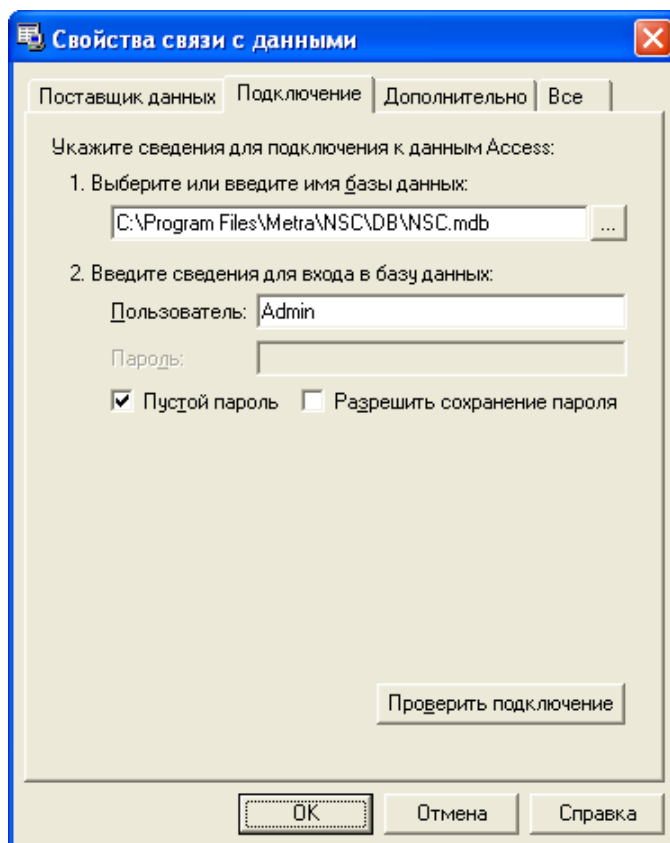 Свойства связи с данными
Поставщик данных Подключение Дополнительно Все
Укажите сведения для подключения к данным Access:
1. Выберите или введите имя базы данных:
C:\Program Files\Metra\NSC\DB\NSC.mdb ...
2. Введите сведения для входа в базу данных:
Пользователь: Admin
Пароль:
Пустой пароль Разрешить сохранение пароля
Проверить подключение
OK Отмена Справка